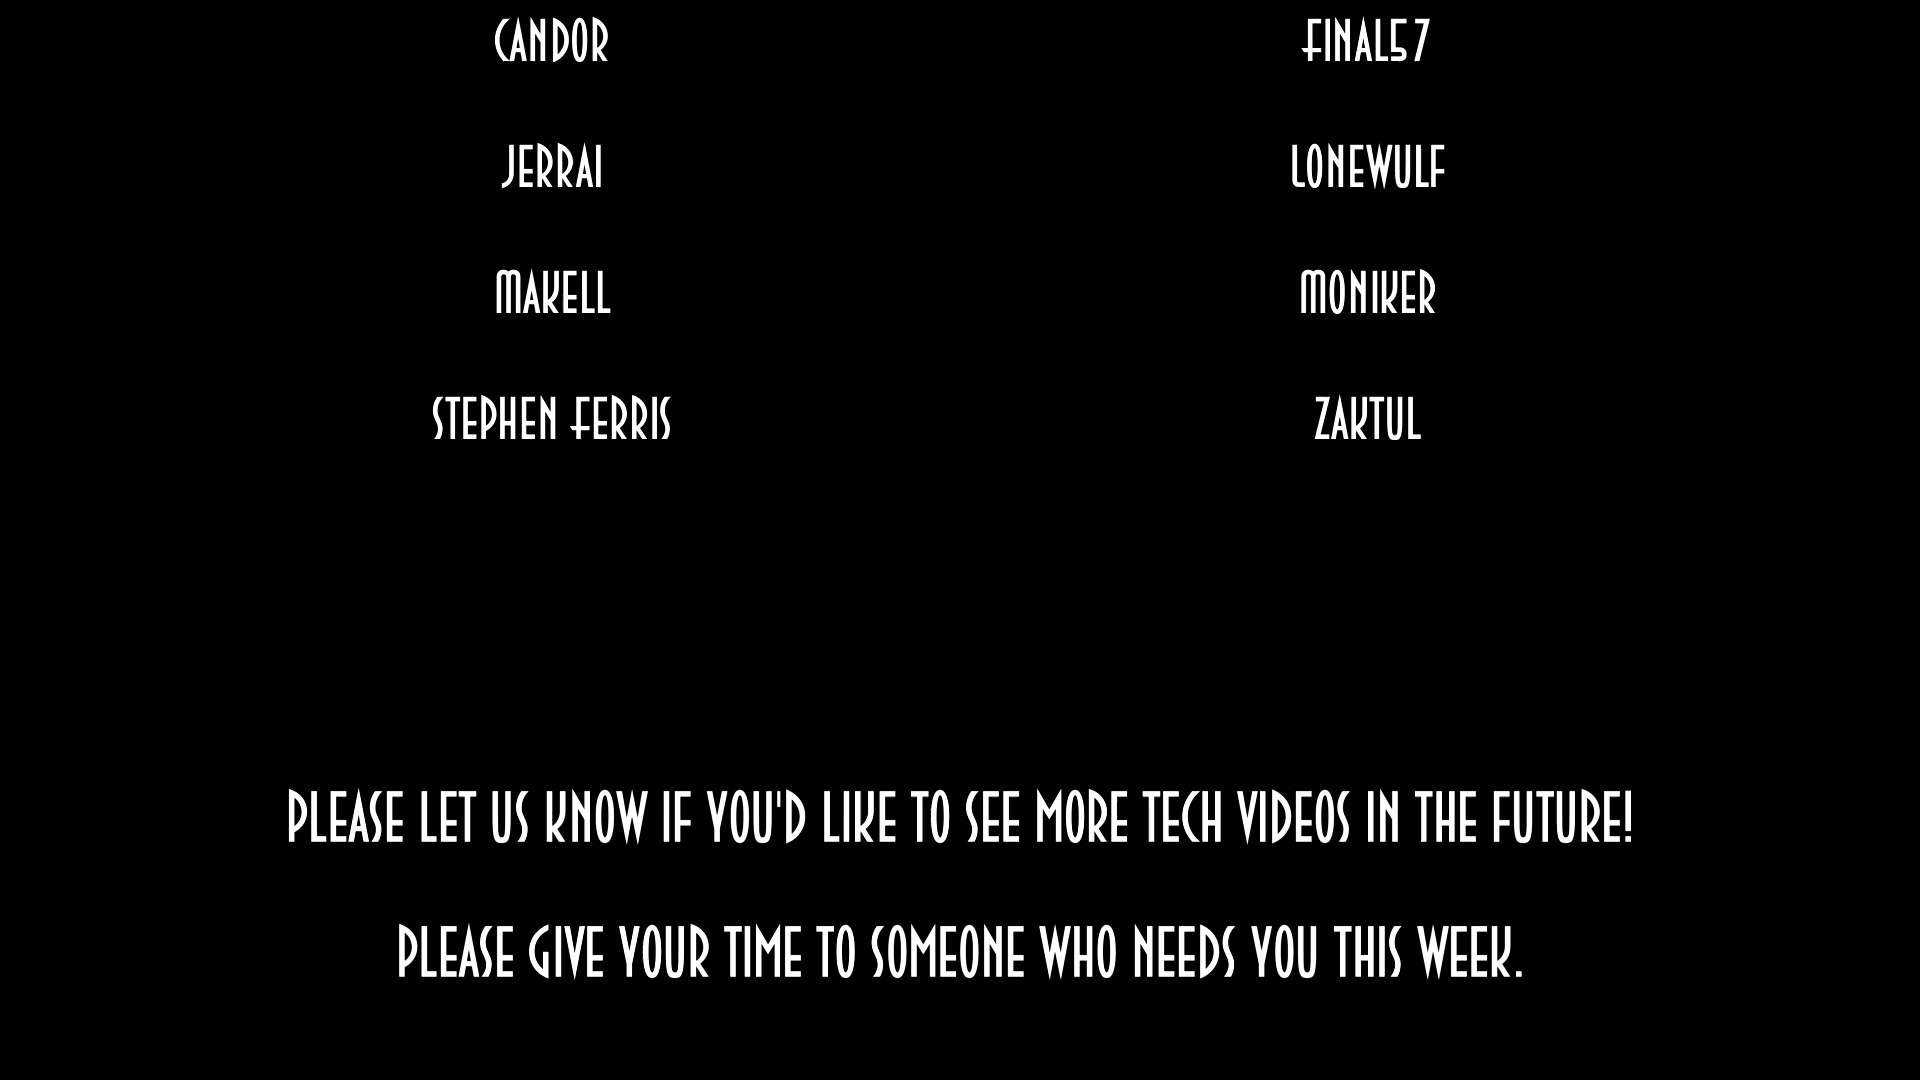 CANDOR FINAL57
JERRAI LONEWULF
MAKELL MONIKER
STEPHEN FERRIS ZAKTUL
PLEASE LET US KNOW IF YOU'D LIKE TO SEE MORE TECH VIDEOS IN THE FUTURE!
PLEASE GIVE YOUR TIME TO SOMEONE WHO NEEDS YOU THIS WEEK.